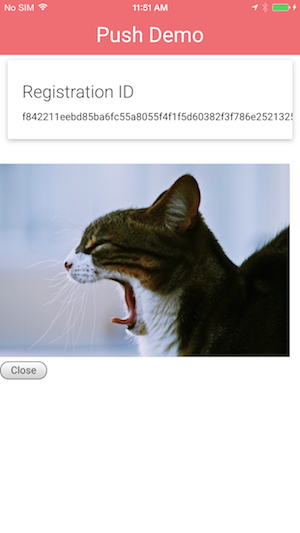 No SIM 11:51 AM
Push Demo
Registration ID
f842211eebd85ba6fc55a8055f4f1f5d60382f3f786e2521325
Close